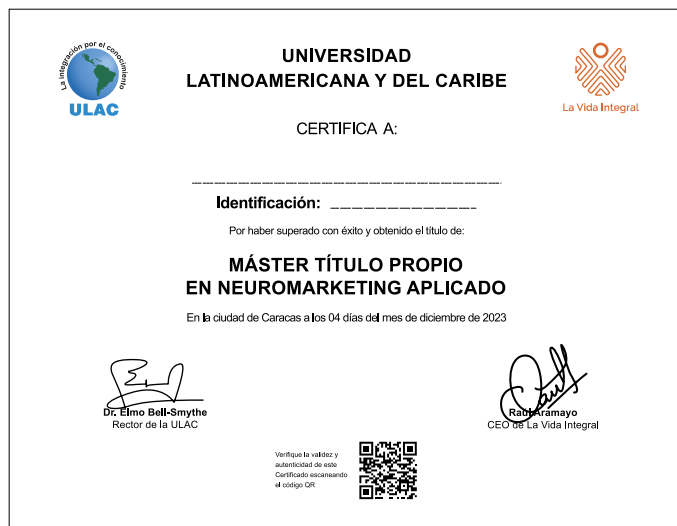 La integración por el conocimiento
ULAC
UNIVERSIDAD
LATINOAMERICANA Y DEL CARIBE
La Vida Integral
CERTIFICA A:
Identificación:
Por haber superado con éxito y obtenido el título de:
MÁSTER TÍTULO PROPIO
EN NEUROMARKETING APLICADO
En la ciudad de Caracas a los 04 días del mes de diciembre de 2023
Dr. Elmo Bell-Smythe
Rector de la ULAC
Raúl Aramayo
CEO de La Vida Integral
Verifique la validez y
autenticidad de este
Certificado escaneando
el código QR